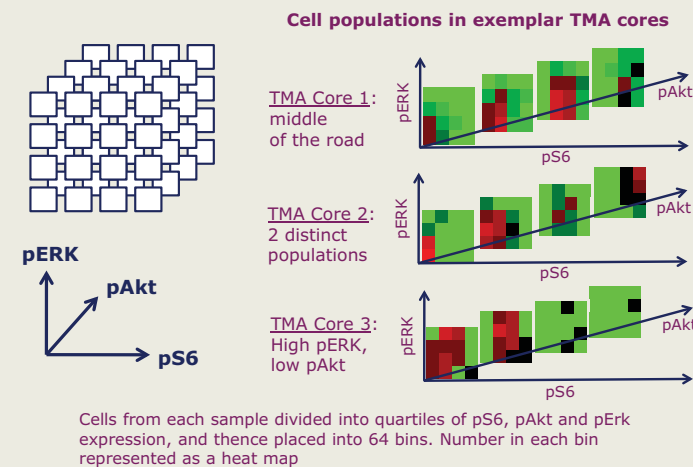 Cell populations in exemplar TMA cores
TMA Core 1:
middle
of the road
pERK
pAkt
pS6
TMA Core 2:
2 distinct
populations
pERK
pAkt
pS6
TMA Core 3:
High pERK,
low pAkt
pERK
pAkt
pS6
pERK
pAkt
pS6
Cells from each sample divided into quartiles of pS6, pAkt and pErk
expression, and thence placed into 64 bins. Number in each bin
represented as a heat map